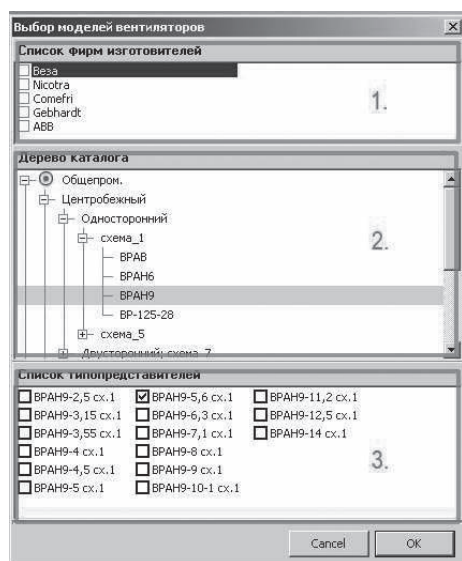 Выбор моделей вентиляторов
Список фирм изготовителей
Веза
Nicotra
Comefri
Gebhardt
ABB
1.
Дерево каталога
Общепром.
Центробежный
Односторонний
схема_1
ВРАВ
ВРАН6
ВРАН9
ВР-125-28
схема_5
Двусторонний: схема_7
2.
Список типопредставителей
ВРАН9-2,5 сх.1 ВРАН9-5,6 сх.1 ВРАН9-11,2 сх.1
ВРАН9-3,15 сх.1 ВРАН9-6,3 сх.1 ВРАН9-12,5 сх.1
ВРАН9-3,55 сх.1 ВРАН9-7,1 сх.1 ВРАН9-14 сх.1
ВРАН9-4 сх.1 ВРАН9-8 сх.1
ВРАН9-4,5 сх.1 ВРАН9-9 сх.1
ВРАН9-5 сх.1 ВРАН9-10-1 сх.1
3.
Cancel OK